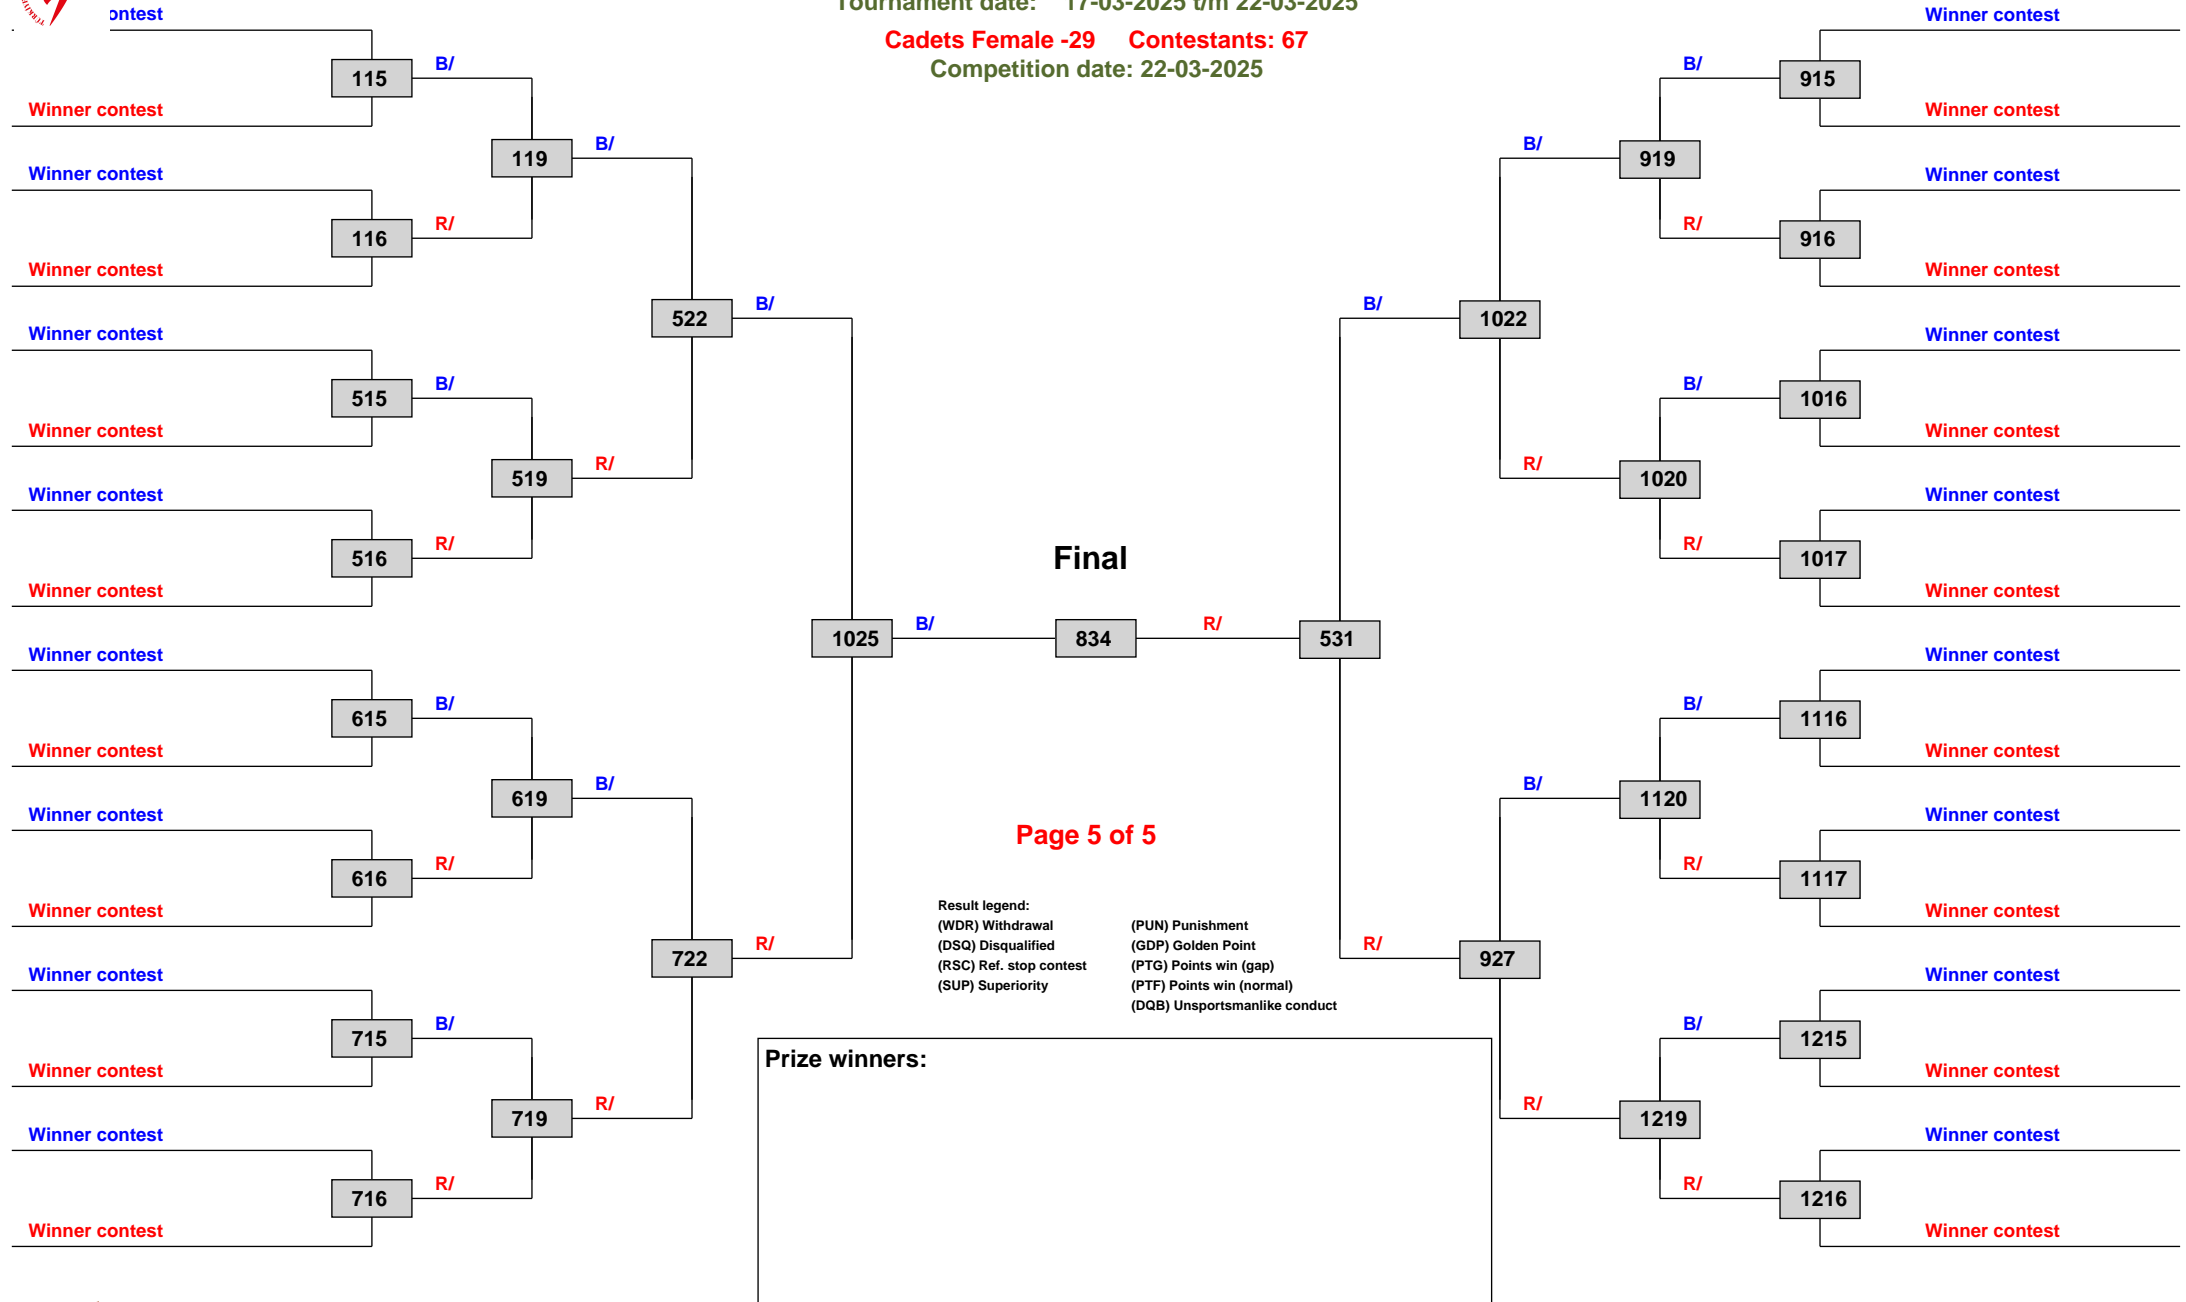 Tournament date: 17-03-2025 t/m 22-03-2025
Cadets Female -29 Contestants: 67
Competition date: 22-03-2025
ontest
115
B/
Winner contest
119
B/
Winner contest
116
R/
Winner contest
522
B/
Winner contest
515
B/
Winner contest
519
R/
Winner contest
516
R/
Winner contest
1025
B/
Winner contest
615
B/
Winner contest
619
B/
Winner contest
616
R/
Winner contest
722
R/
Winner contest
715
B/
Winner contest
719
R/
Winner contest
716
R/
Winner contest
Final
834
R/
531
Winner contest
B/
915
Winner contest
B/
919
Winner contest
R/
916
Winner contest
B/
1022
Winner contest
B/
1016
Winner contest
R/
1020
Winner contest
R/
1017
Winner contest
Winner contest
B/
1116
Winner contest
B/
1120
Winner contest
R/
1117
Winner contest
R/
927
Winner contest
B/
1215
Winner contest
R/
1219
Winner contest
R/
1216
Winner contest
Page 5 of 5
Result legend:
(WDR) Withdrawal
(DSQ) Disqualified
(RSC) Ref. stop contest
(SUP) Superiority
(PUN) Punishment
(GDP) Golden Point
(PTG) Points win (gap)
(PTF) Points win (normal)
(DQB) Unsportsmanlike conduct
Prize winners: